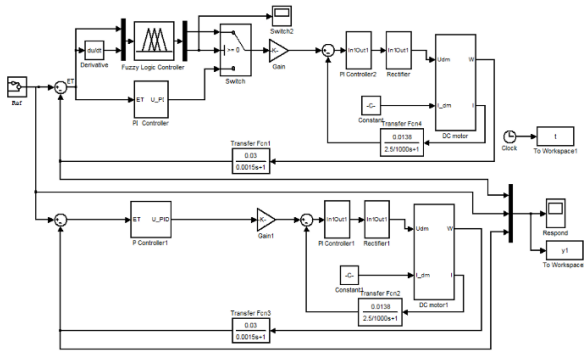 Switch2
du/dt
Derivative
Fuzzy Logic Controller
>= 0
Switch
-K-
Gain
In1Out1
PI Controller2
In1Out1
Rectifier
Udm
W
I_dm
I
DC motor
Ref
ET
ET
U_PI
PI Controller
-C-
Constant
Transfer Fcn4
0.0138
2.5/1000s+1
Clock
t
To Workspace1
Transfer Fcn1
0.03
0.0015s+1
ET
U_PID
P Controller1
-K-
Gain1
In1Out1
PI Controller1
In1Out1
Rectifier1
Udm
W
I_dm
I
DC motor1
Respond
y1
To Workspace
-C-
Constant1
Transfer Fcn2
0.0138
2.5/1000s+1
Transfer Fcn3
0.03
0.0015s+1